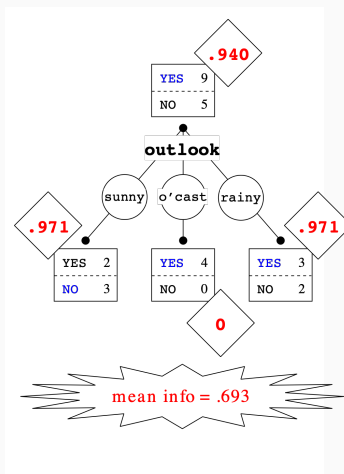 .940
YES 9
NO 5
outlook
sunny o'cast rainy
.971 .971
YES 2 YES 4 YES 3
NO 3 NO 0 NO 2
0
mean info = .693